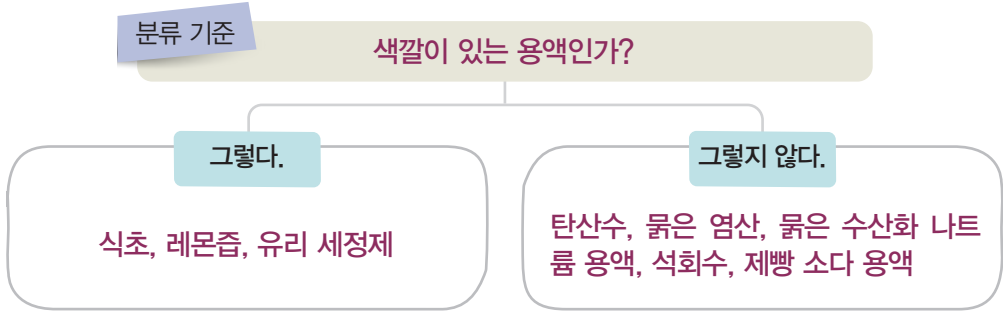 분류 기준
색깔이 있는 용액인가?
그렇다.
식초, 레몬즙, 유리 세정제
그렇지 않다.
탄산수, 묽은 염산, 묽은 수산화 나트
륨 용액, 석회수, 제빵 소다 용액